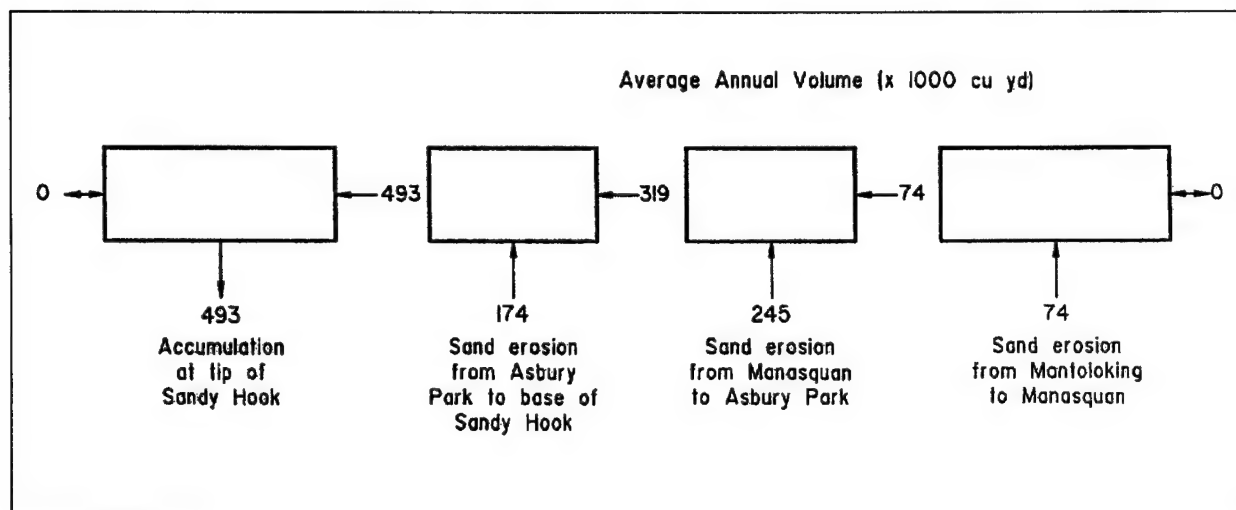 Average Annual Volume (x 1000 cu yd)
0 493 319 74 0
493 174 245 74
Accumulation
at tip of
Sandy Hook
Sand erosion
from Asbury
Park to base of
Sandy Hook
Sand erosion
from Manasquan
to Asbury Park
Sand erosion
from Mantoloking
to Manasquan